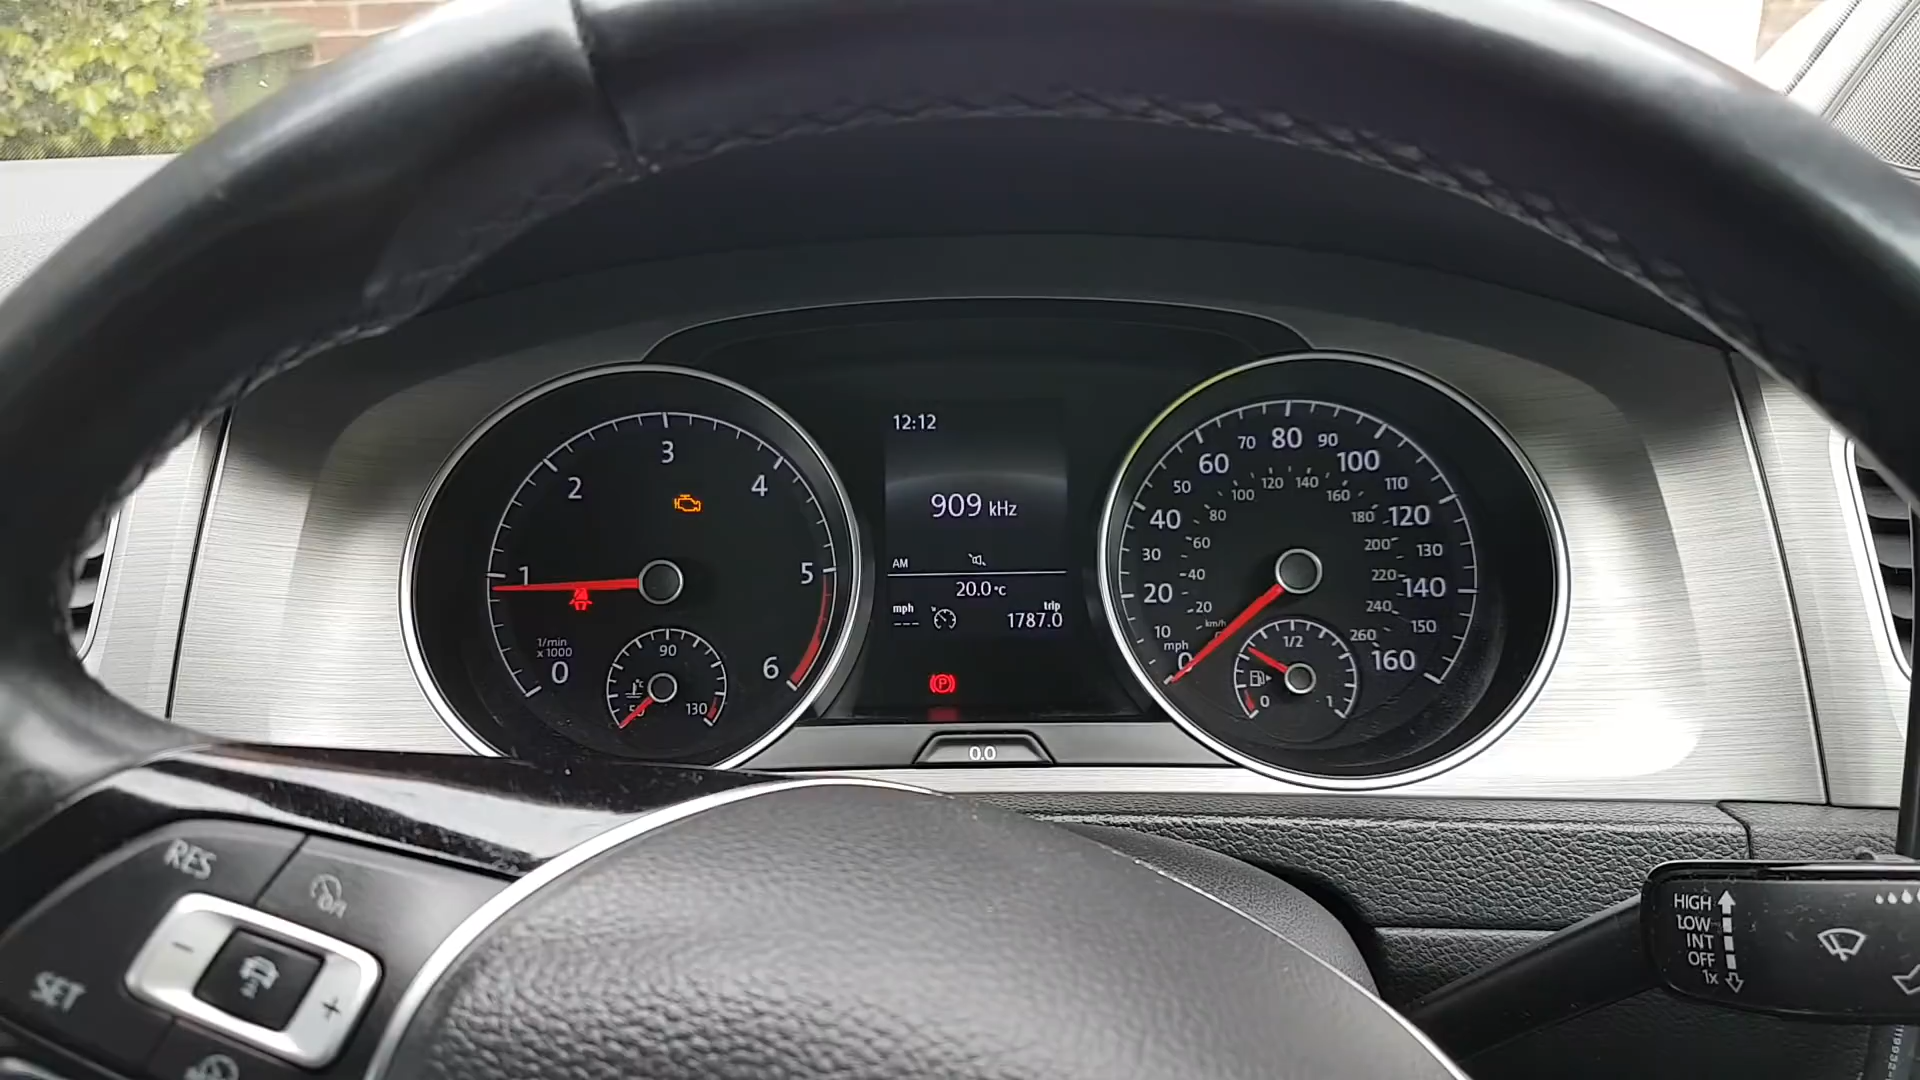 3
2
4
1
5
1/min
x 1000
0
6
90
°C
50
130
12:12
909 kHz
AM
20.0°C
mph
trip
---
1787.0
P
0.0
80
70
90
60
100
50
110
40
120
30
130
20
140
10
150
mph
0
160
120
140
100
160
80
180
60
200
40
220
20
240
km/h
260
1/2
0
1
RES
SET
HIGH
LOW
INT
OFF
1x